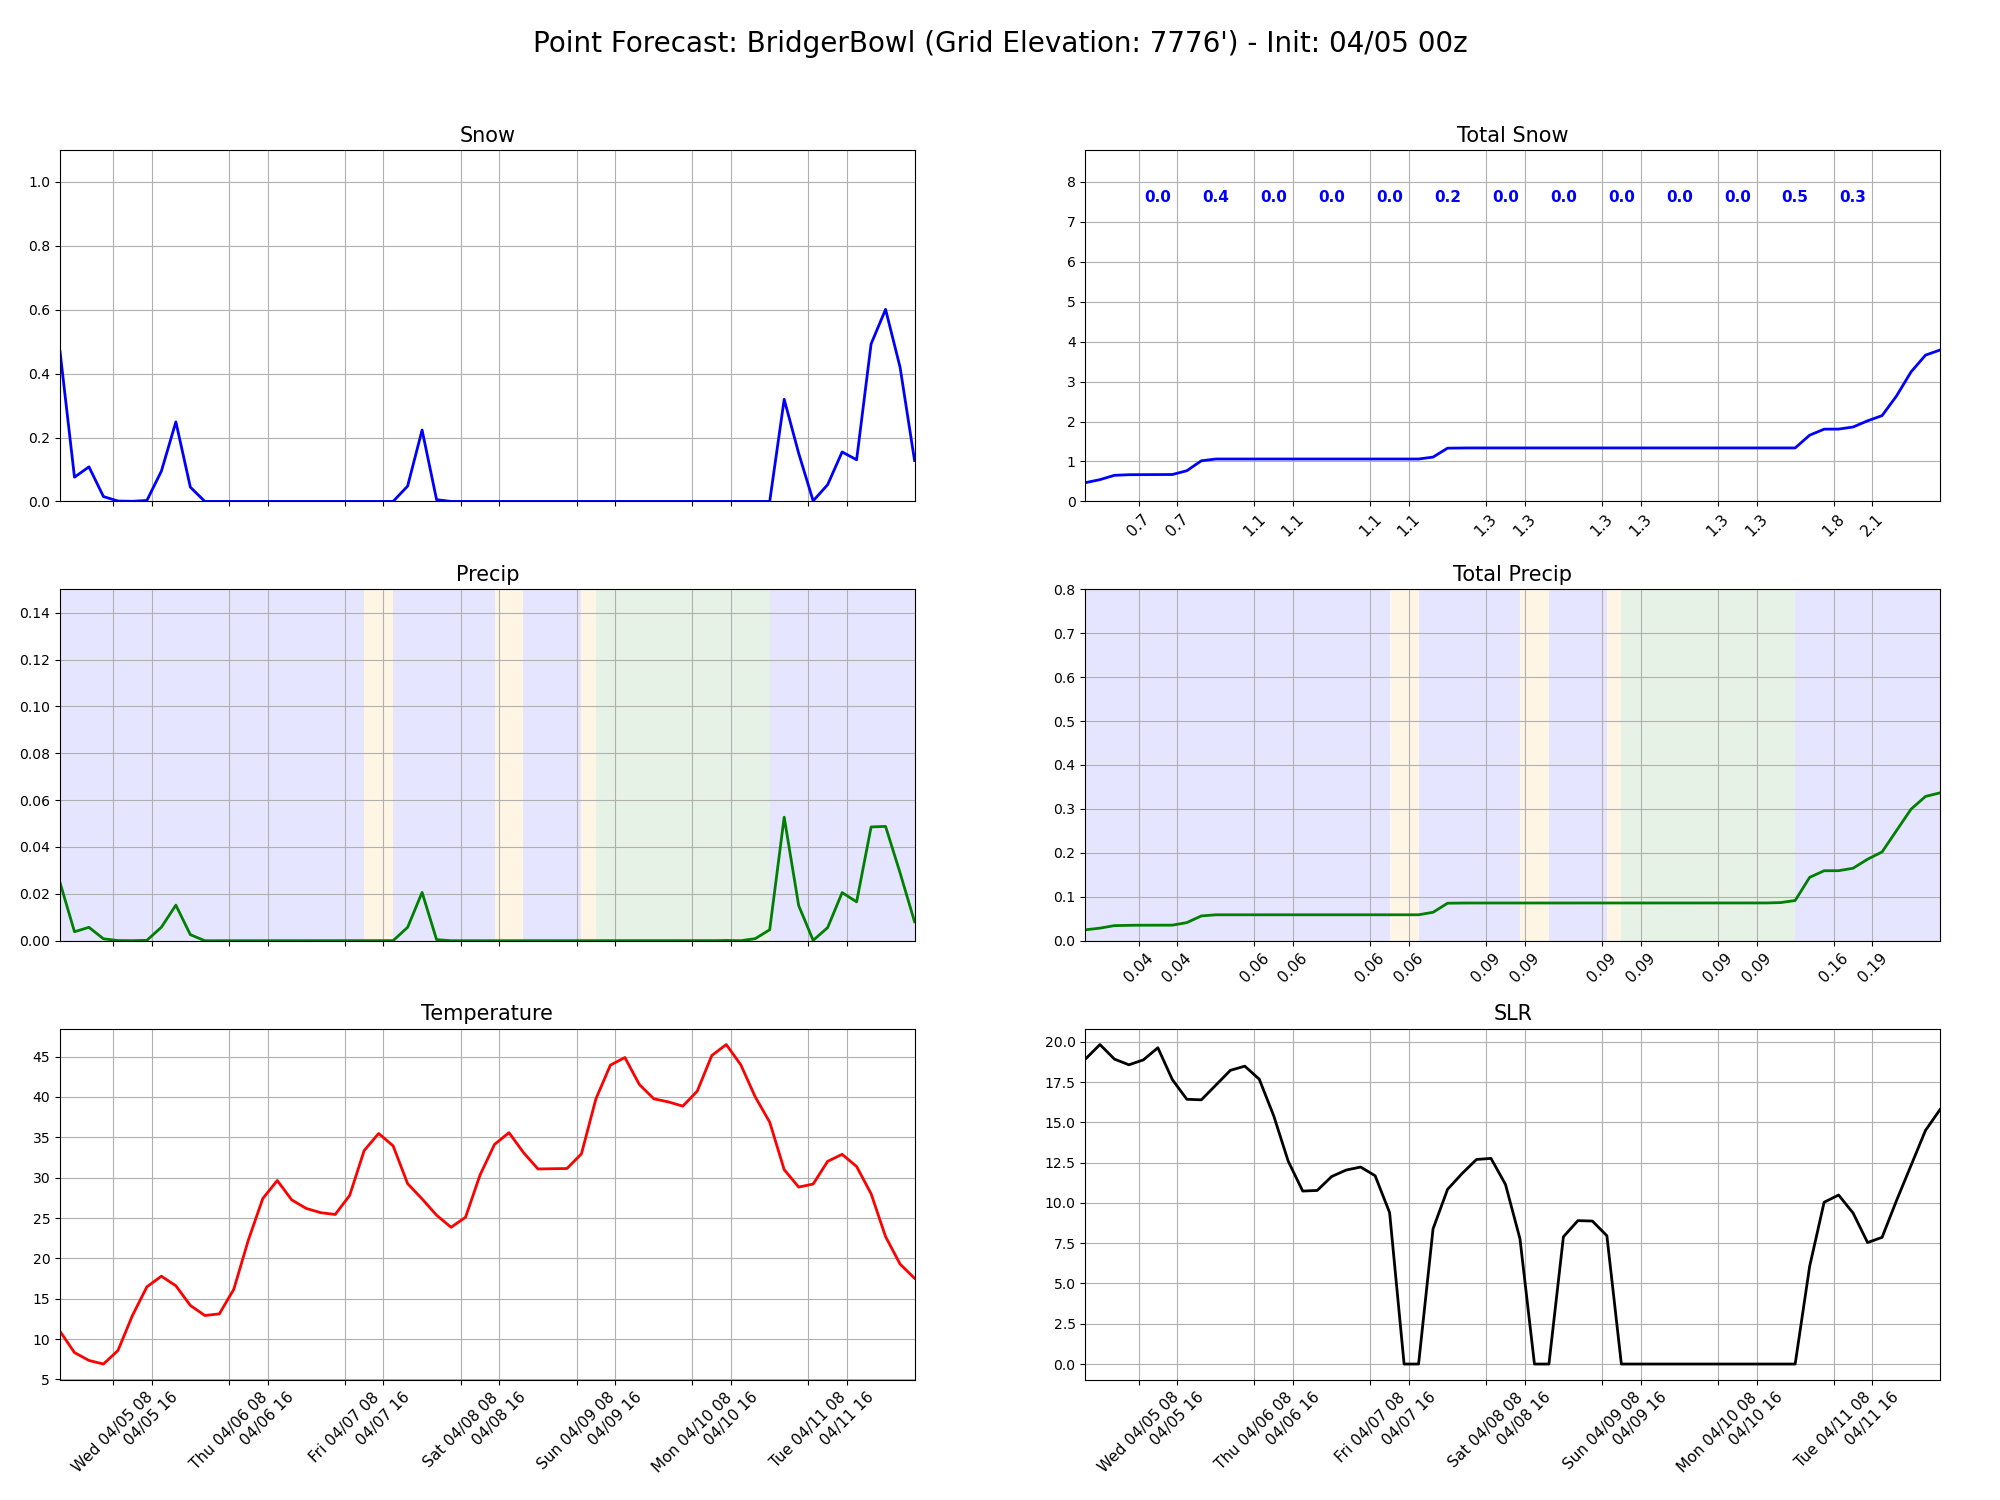 Point Forecast: BridgerBowl (Grid Elevation: 7776') - Init: 04/05 00z
Snow
1.0
0.8
0.6
0.4
0.2
0.0
Total Snow
8
7
6
5
4
3
2
1
0
0.0 0.4 0.0 0.0 0.0 0.2 0.0 0.0 0.0 0.0 0.0 0.5 0.3
0.7 0.7 1.1 1.1 1.1 1.1 1.3 1.3 1.3 1.3 1.3 1.3 1.8 2.1
Precip
0.14
0.12
0.10
0.08
0.06
0.04
0.02
0.00
Total Precip
0.8
0.7
0.6
0.5
0.4
0.3
0.2
0.1
0.0
0.04 0.04 0.06 0.06 0.06 0.06 0.09 0.09 0.09 0.09 0.09 0.09 0.16 0.19
Temperature
45
40
35
30
25
20
15
10
5
Wed 04/05 08
04/05 16
Thu 04/06 08
04/06 16
Fri 04/07 08
04/07 16
Sat 04/08 08
04/08 16
Sun 04/09 08
04/09 16
Mon 04/10 08
04/10 16
Tue 04/11 08
04/11 16
SLR
20.0
17.5
15.0
12.5
10.0
7.5
5.0
2.5
0.0
Wed 04/05 08
04/05 16
Thu 04/06 08
04/06 16
Fri 04/07 08
04/07 16
Sat 04/08 08
04/08 16
Sun 04/09 08
04/09 16
Mon 04/10 08
04/10 16
Tue 04/11 08
04/11 16